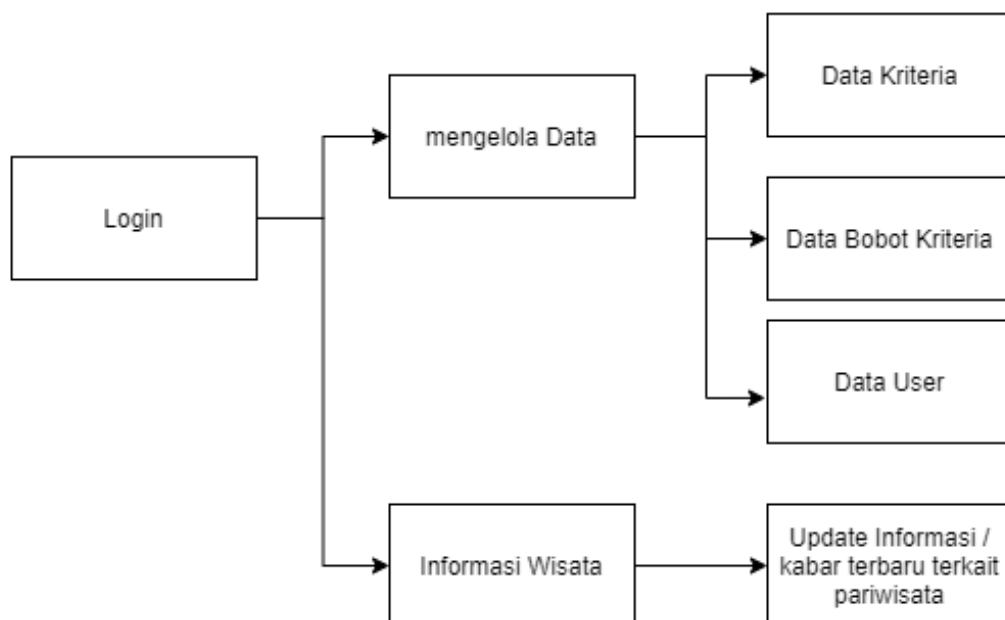 Login
mengelola Data
Informasi Wisata
Data Kriteria
Data Bobot Kriteria
Data User
Update Informasi /
kabar terbaru terkait
pariwisata